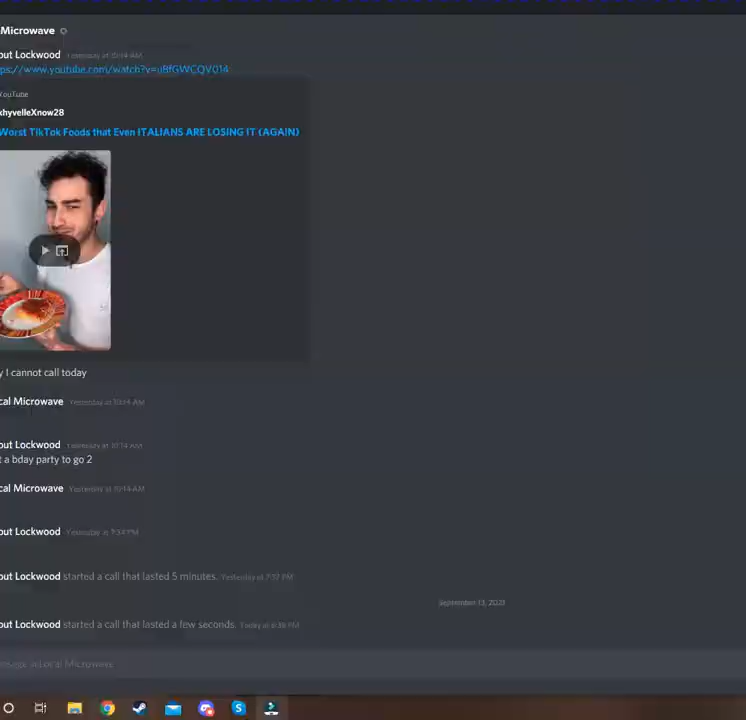 Microwave
out Lockwood Yesterday at 10:14 AM
ps://www.youtube.com/watch?v=uBfGWCQV014
YouTube
khyvelleXnow28
Worst TikTok Foods that Even ITALIANS ARE LOSING IT (AGAIN)
y I cannot call today
cal Microwave Yesterday at 10:14 AM
out Lockwood Yesterday at 10:14 AM
t a bday party to go 2
cal Microwave Yesterday at 10:14 AM
out Lockwood Yesterday at 7:34 PM
out Lockwood started a call that lasted 5 minutes. Yesterday at 7:37 PM
September 13, 2021
out Lockwood started a call that lasted a few seconds. Today at 6:38 PM
Local Microwave